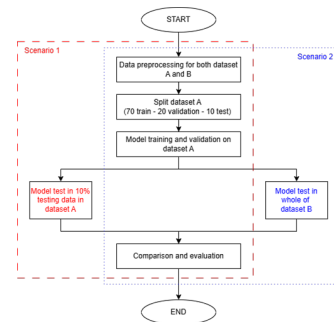 START
Scenario 1
Scenario 2
Data preprocessing for both dataset
A and B
Split dataset A
(70 train - 20 validation - 10 test)
Model training and validation on
dataset A
Model test in 10%
testing data in
dataset A
Model test in
whole of
dataset B
Comparison and evaluation
END